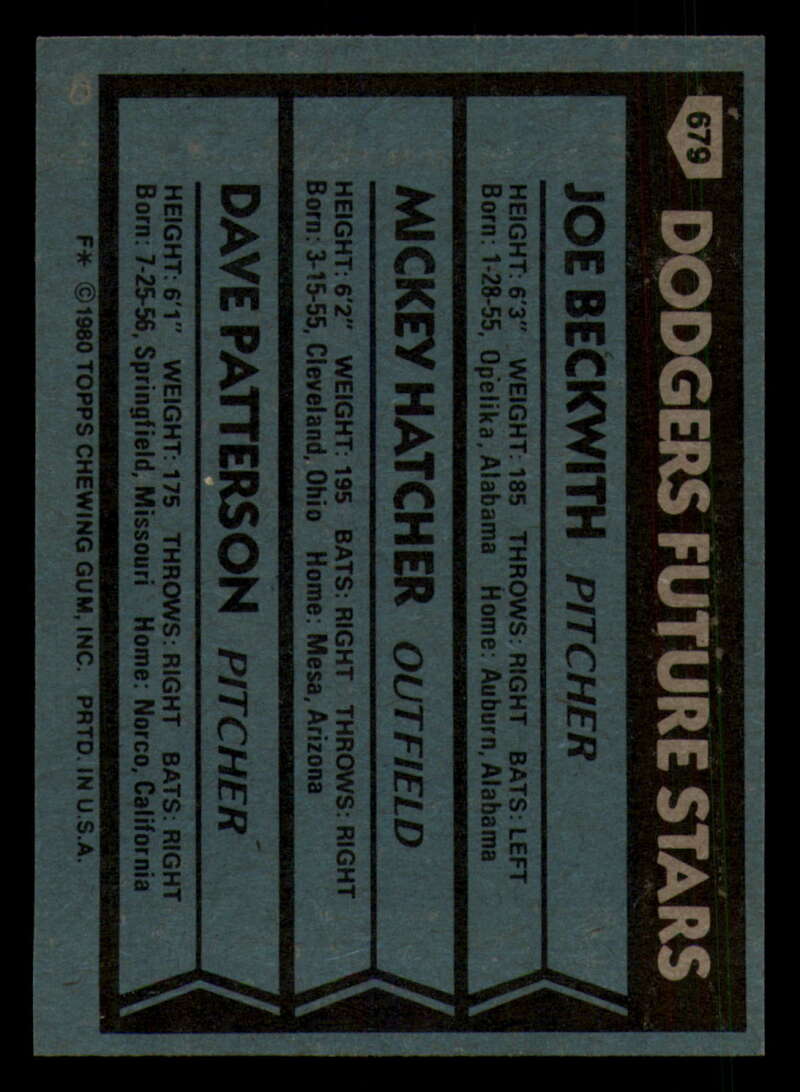 679
DODGERS FUTURE STARS
JOE BECKWITH PITCHER
HEIGHT: 6'3" WEIGHT: 185 THROWS: RIGHT BATS: LEFT
Born: 1-28-55, Opelika, Alabama Home: Auburn, Alabama
MICKEY HATCHER OUTFIELD
HEIGHT: 6'2" WEIGHT: 195 BATS: RIGHT THROWS: RIGHT
Born: 3-15-55, Cleveland, Ohio Home: Mesa, Arizona
DAVE PATTERSON PITCHER
HEIGHT: 6'1" WEIGHT: 175 THROWS: RIGHT BATS: RIGHT
Born: 7-25-56, Springfield, Missouri Home: Norco, California
F* ©1980 TOPPS CHEWING GUM, INC. PRTD. IN U.S.A.